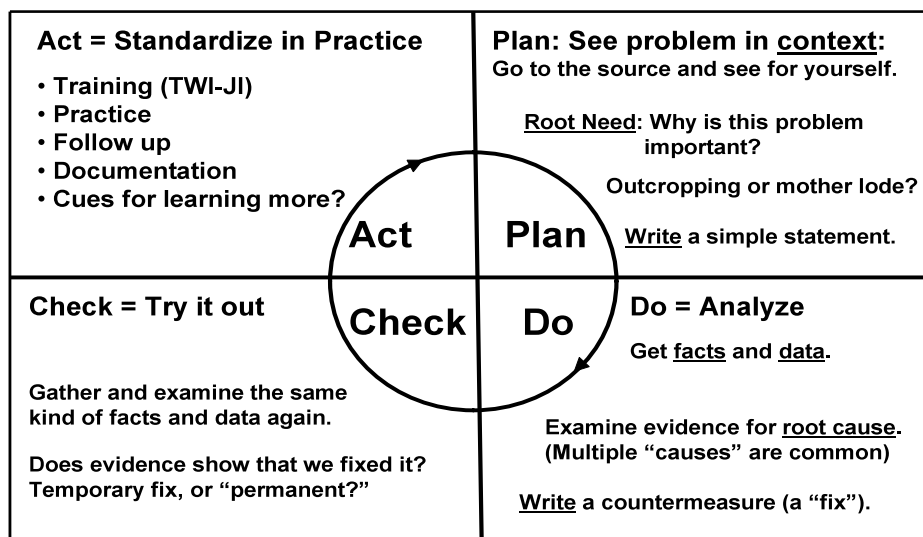 Act = Standardize in Practice
• Training (TWI-JI)
• Practice
• Follow up
• Documentation
• Cues for learning more?
Act
Plan: See problem in context:
Go to the source and see for yourself.
Root Need: Why is this problem
important?
Outcropping or mother lode?
Write a simple statement.
Plan
Check = Try it out
Check
Gather and examine the same
kind of facts and data again.
Does evidence show that we fixed it?
Temporary fix, or “permanent?”
Do
Do = Analyze
Get facts and data.
Examine evidence for root cause.
(Multiple “causes” are common)
Write a countermeasure (a “fix”).